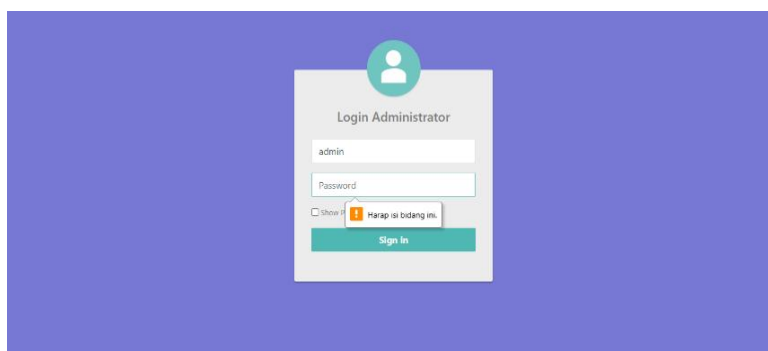 Login Administrator
admin
Password
Show P
Harap isi bidang ini.
Sign In